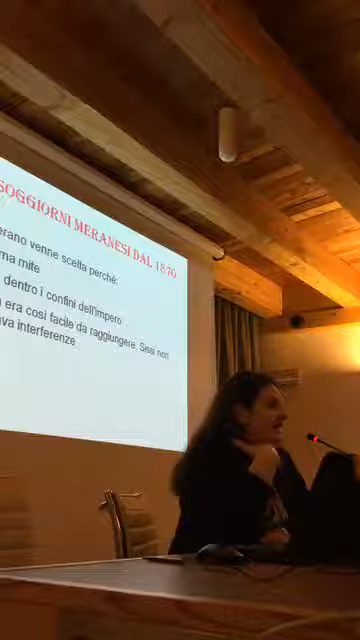 SOGGIORNI MERANESI DAL 1870
erano venne scelta perché:
ma mite
dentro i confini dell'impero
era così facile da raggiungere. Sissi non
va interferenze